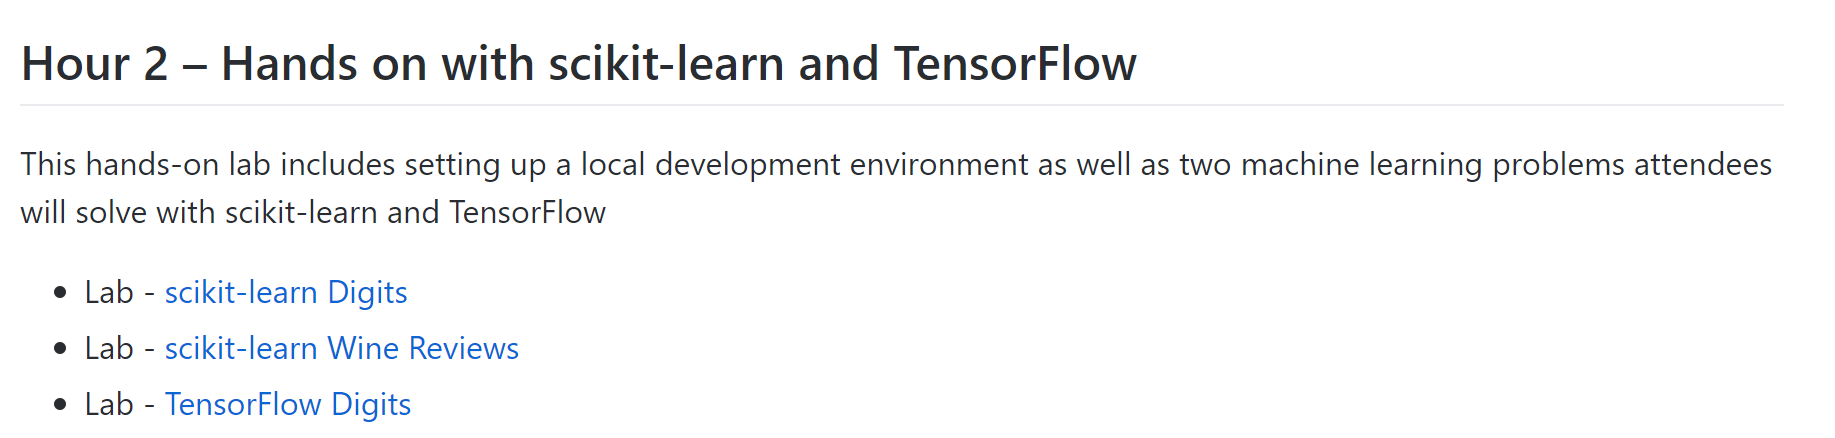 Hour 2 – Hands on with scikit-learn and TensorFlow
This hands-on lab includes setting up a local development environment as well as two machine learning problems attendees
will solve with scikit-learn and TensorFlow
• Lab - scikit-learn Digits
• Lab - scikit-learn Wine Reviews
• Lab - TensorFlow Digits